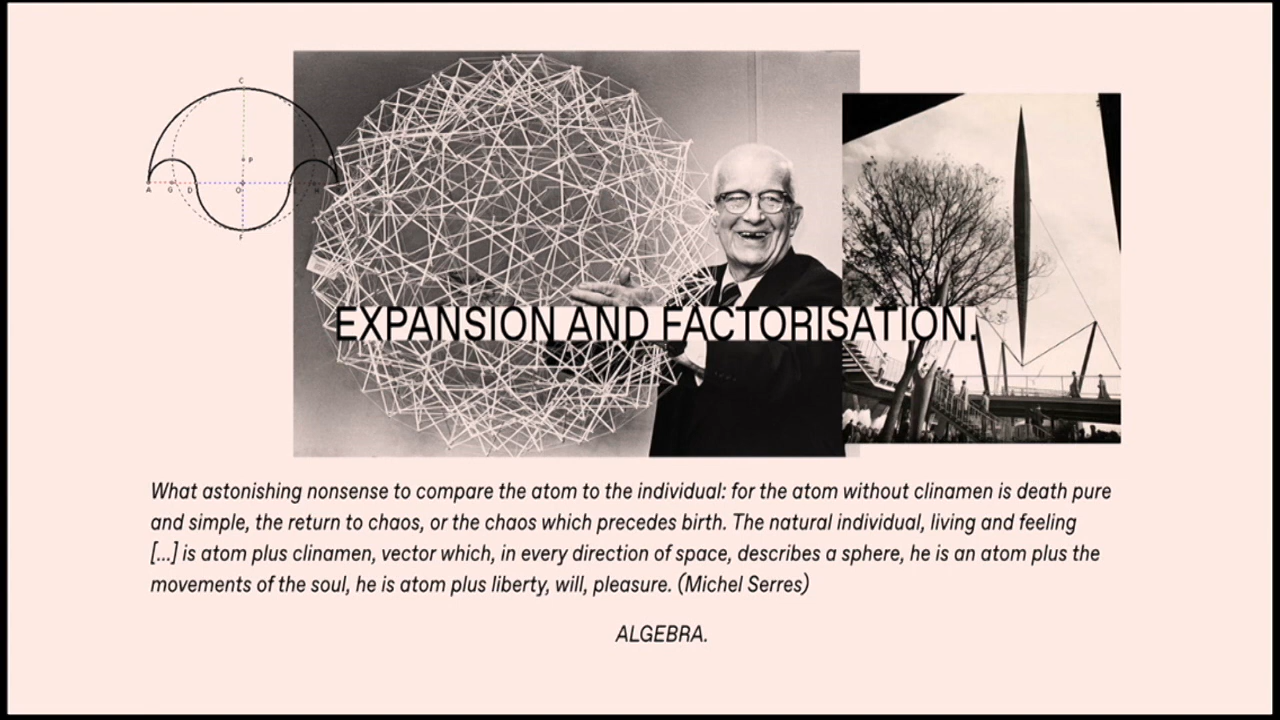 C
P
A G D O E H
F
EXPANSION AND FACTORISATION.
What astonishing nonsense to compare the atom to the individual: for the atom without clinamen is death pure
and simple, the return to chaos, or the chaos which precedes birth. The natural individual, living and feeling
[...] is atom plus clinamen, vector which, in every direction of space, describes a sphere, he is an atom plus the
movements of the soul, he is atom plus liberty, will, pleasure. (Michel Serres)
ALGEBRA.